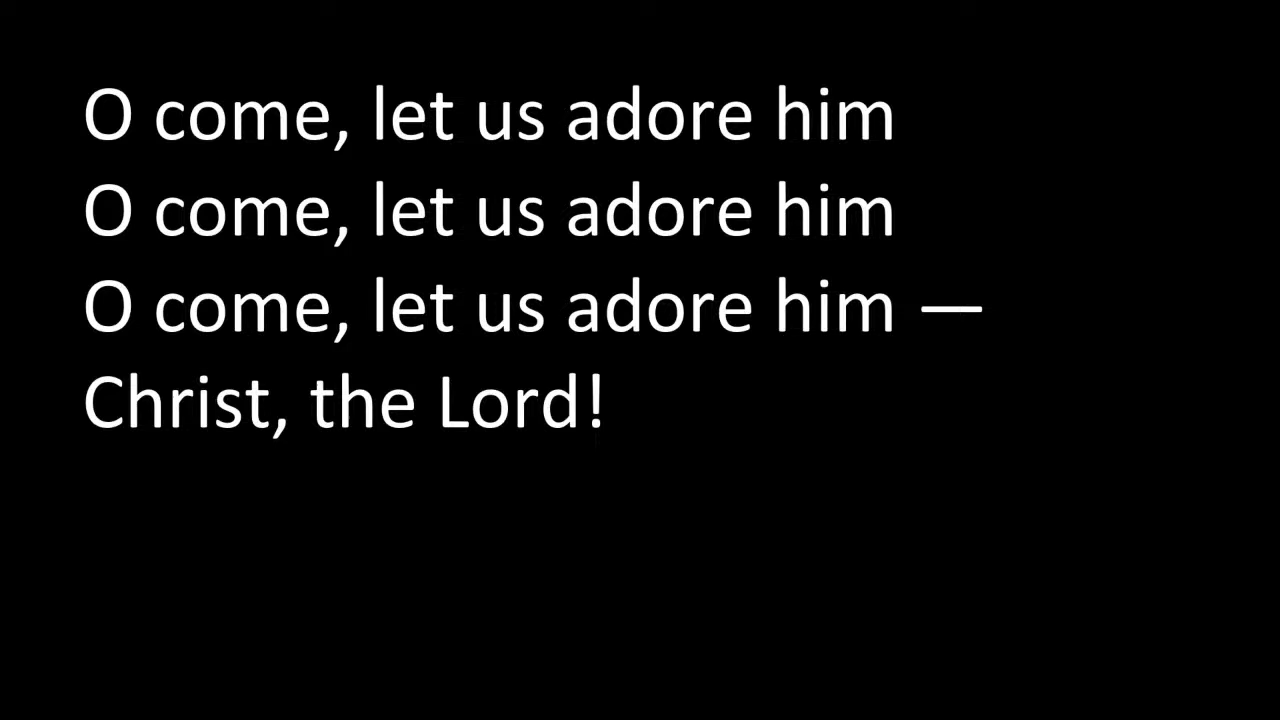 O come, let us adore him
O come, let us adore him
O come, let us adore him —
Christ, the Lord!